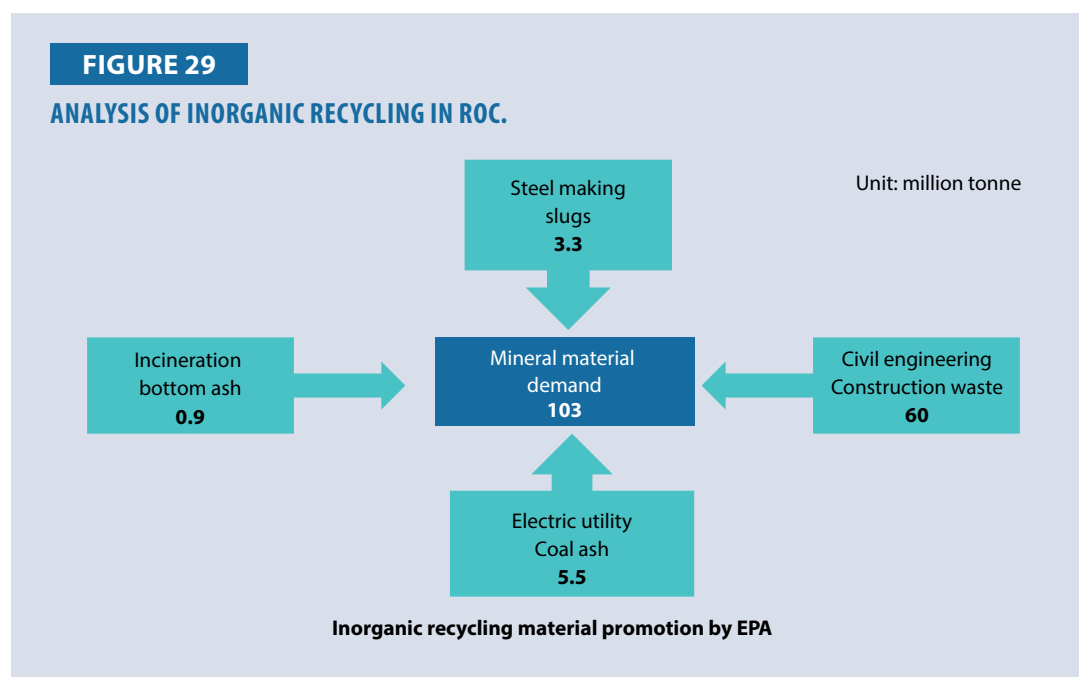 FIGURE 29
ANALYSIS OF INORGANIC RECYCLING IN ROC.
Unit: million tonne
Steel making
slugs
3.3
Incineration
bottom ash
0.9
Mineral material
demand
103
Civil engineering
Construction waste
60
Electric utility
Coal ash
5.5
Inorganic recycling material promotion by EPA